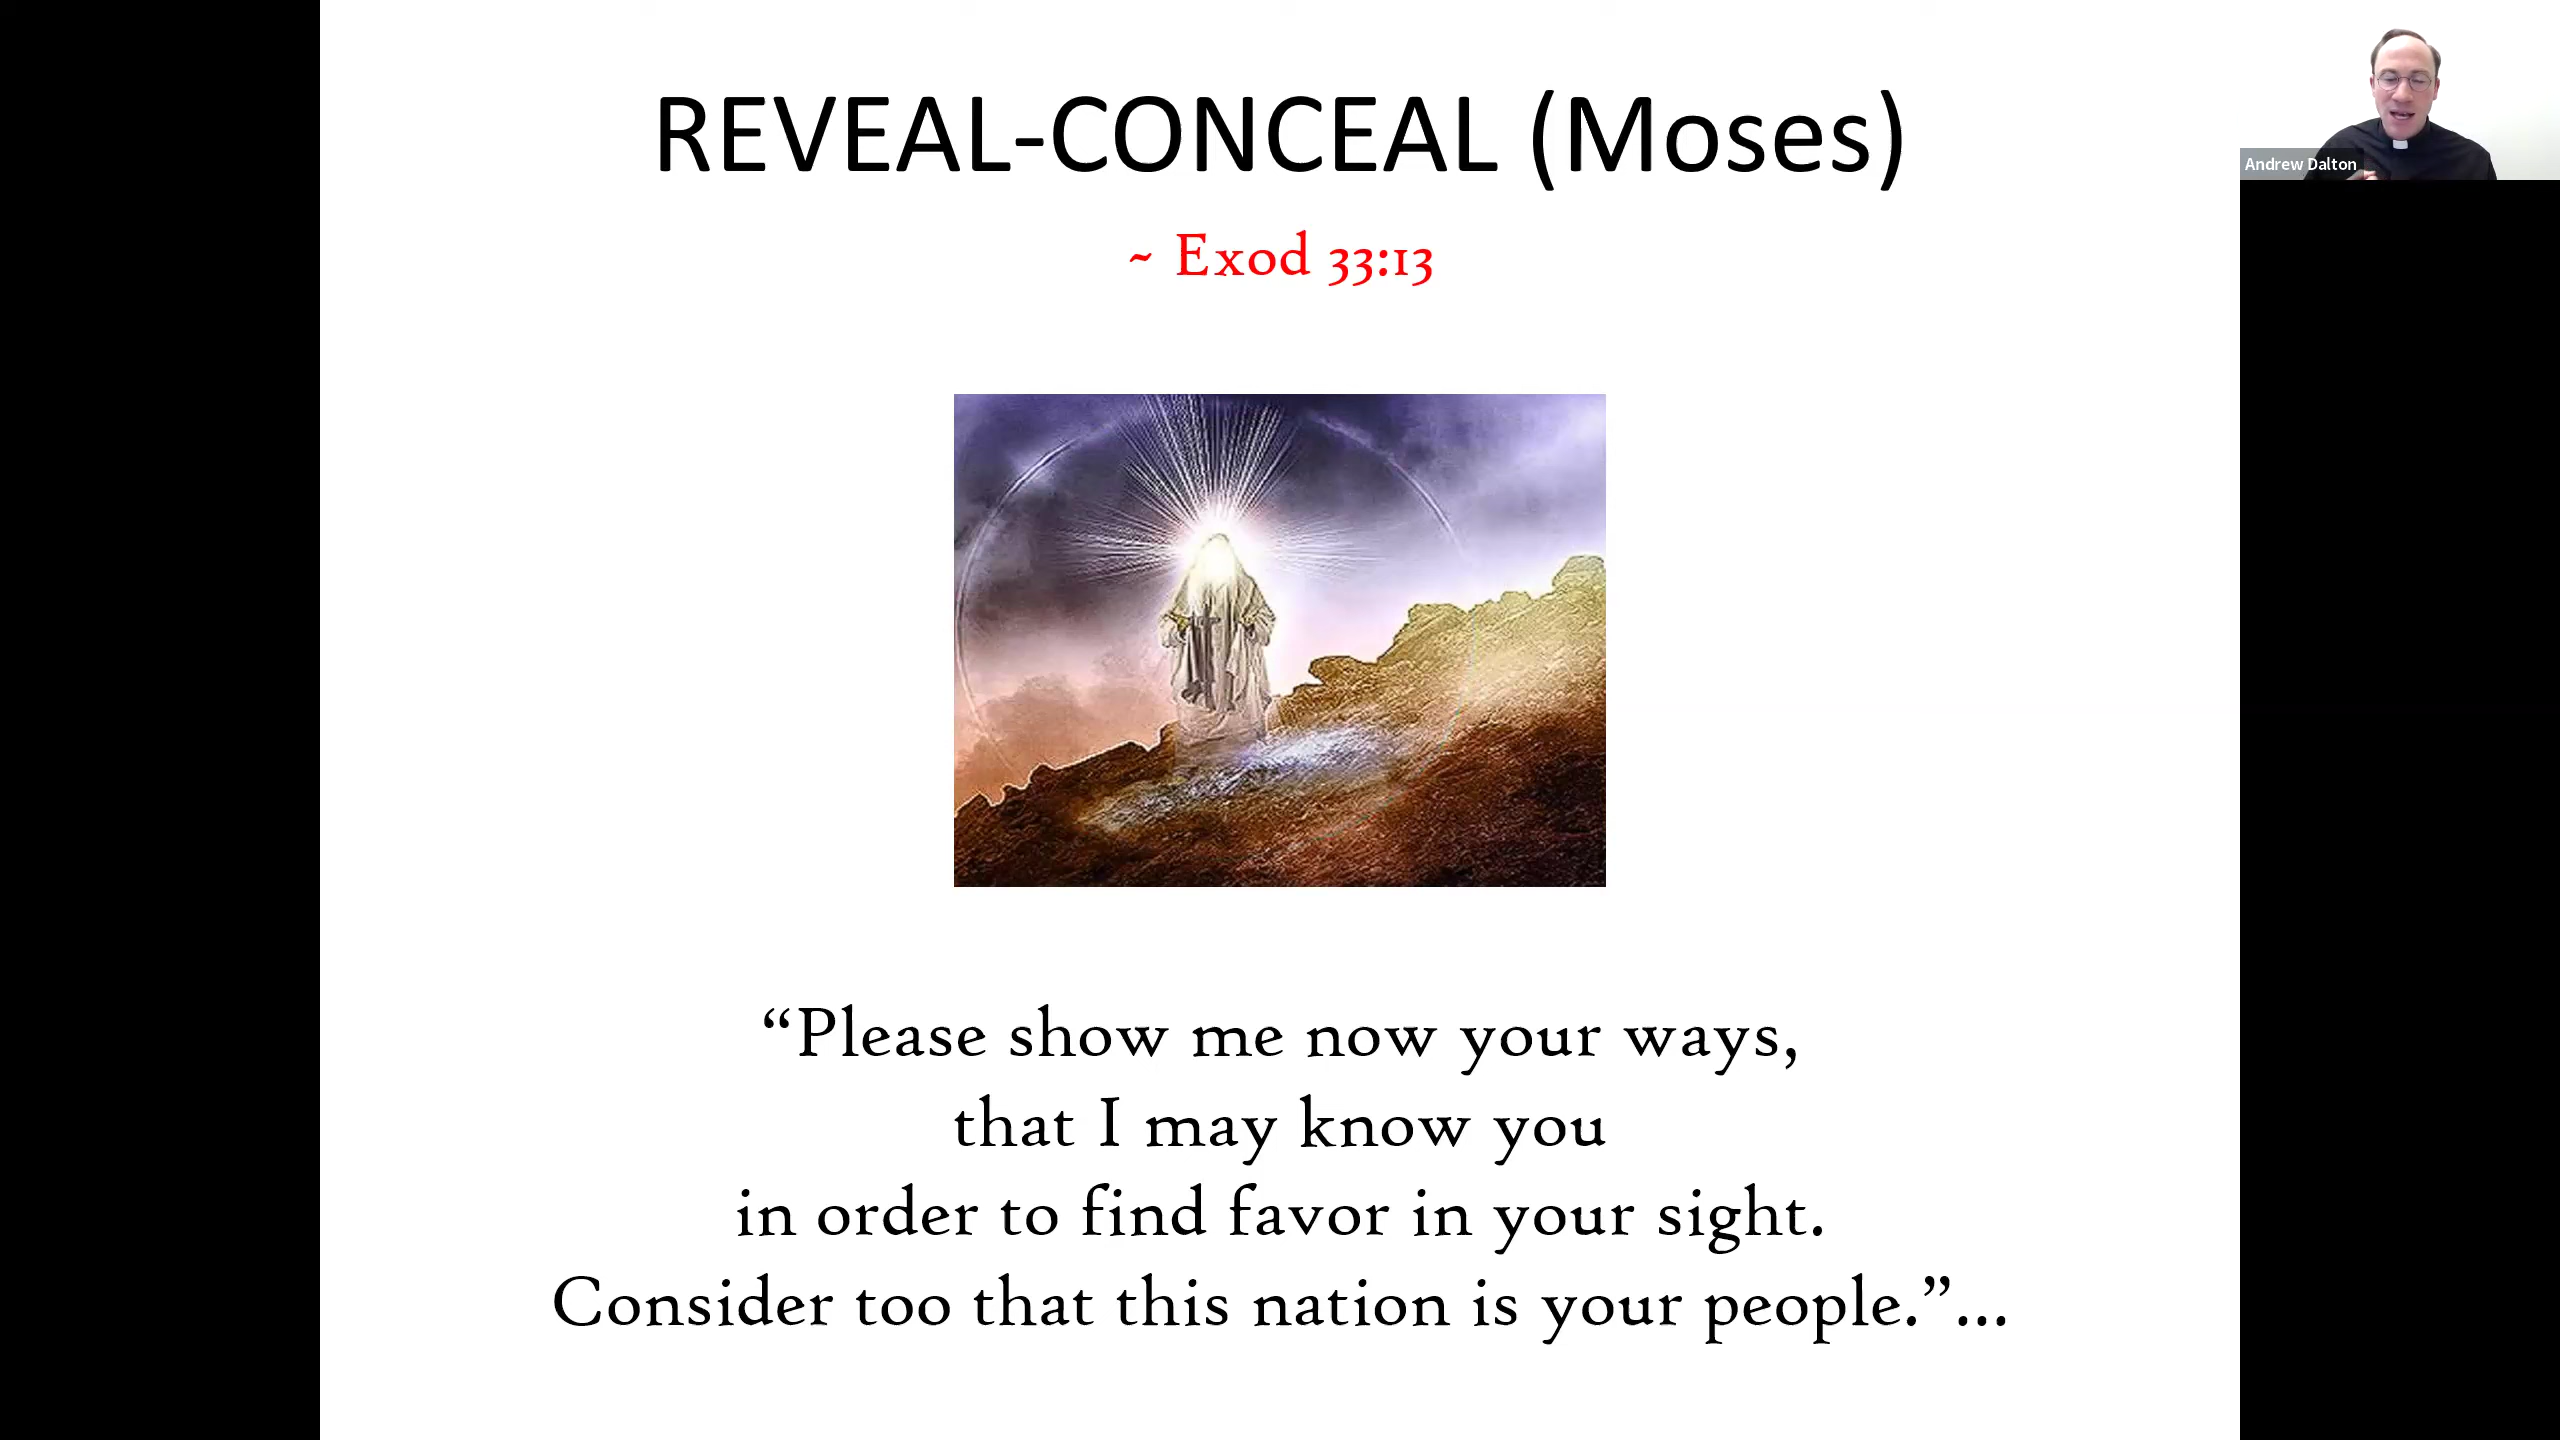 REVEAL-CONCEAL (Moses)
~ Exod 33:13
Andrew Dalton
“Please show me now your ways,
that I may know you
in order to find favor in your sight.
Consider too that this nation is your people.”...